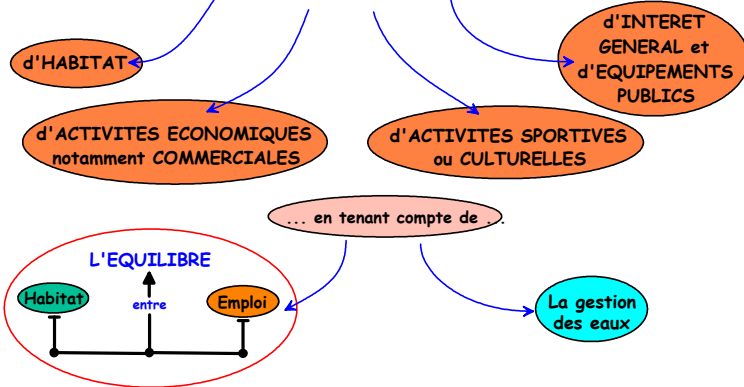 d'INTERET
GENERAL et
d'EQUIPEMENTS
PUBLICS
d'HABITAT
d'ACTIVITES ECONOMIQUES
notamment COMMERCIALES
d'ACTIVITES SPORTIVES
ou CULTURELLES
... en tenant compte de ...
L'EQUILIBRE
Habitat
entre
Emploi
La gestion
des eaux